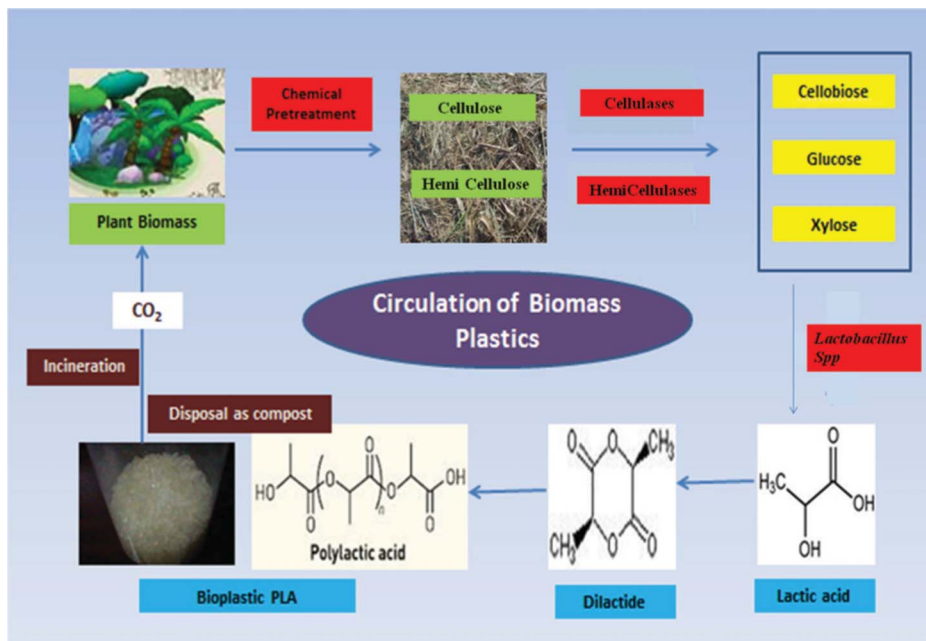 Chemical
Pretreatment
Cellulose
Hemi Cellulose
Cellulases
HemiCellulases
Cellobiose
Glucose
Xylose
Plant Biomass
CO₂
Circulation of Biomass
Plastics
Lactobacillus
Spp
Incineration
Disposal as compost
HO
O
O
O
O
O
OH
n
Polylactic acid
O
O
CH₃
CH₃
O
O
H₃C
O
OH
OH
Bioplastic PLA
Dilactide
Lactic acid